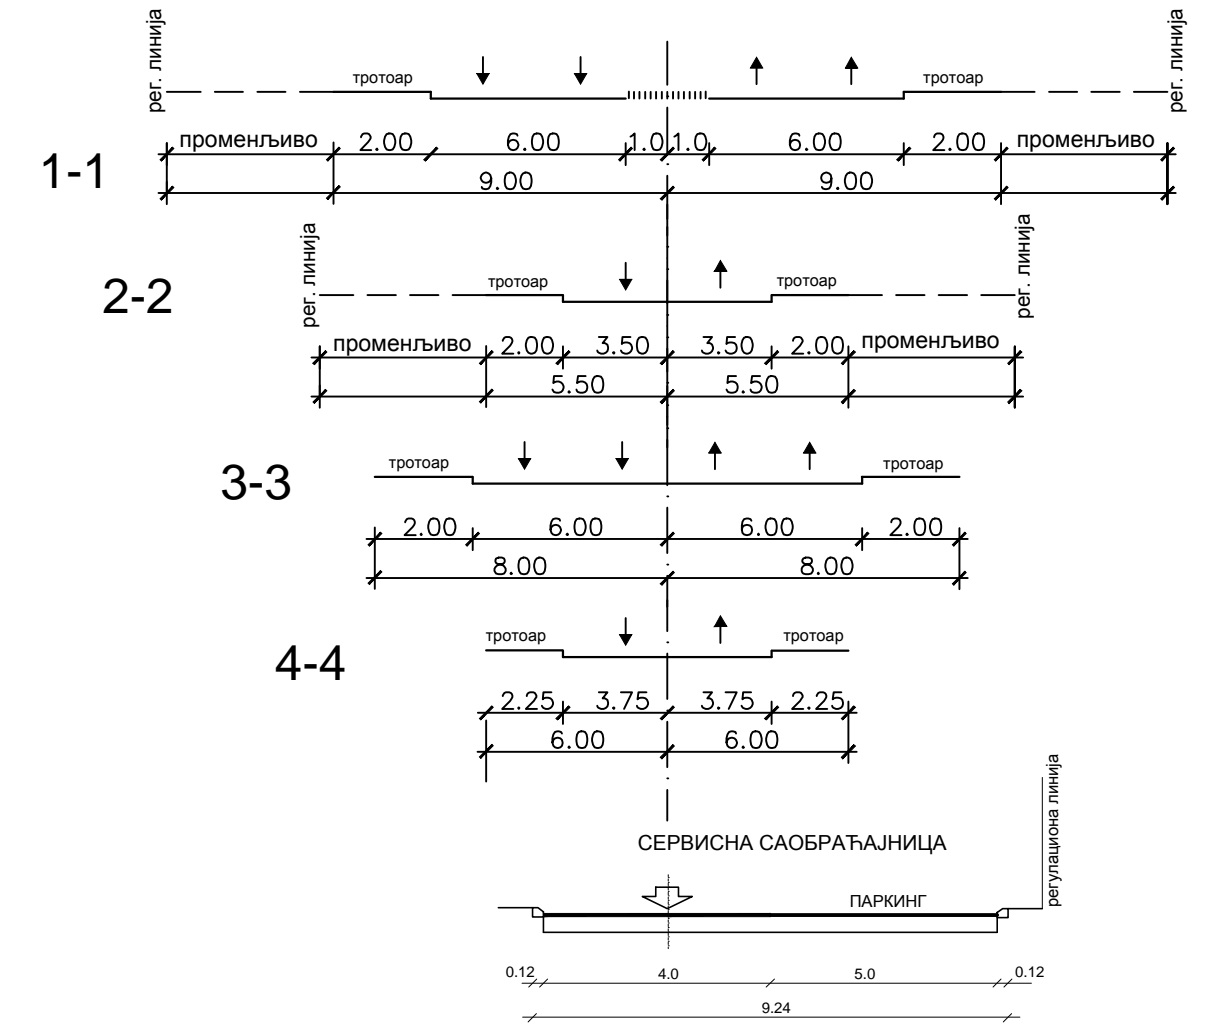 рег. линија
рег. линија
тротоар
тротоар
1-1
променљиво 2.00 6.00 1.0 1.0 6.00 2.00 променљиво
9.00 9.00
рег. линија
рег. линија
2-2
тротоар
тротоар
променљиво 2.00 3.50 3.50 2.00 променљиво
5.50 5.50
3-3
тротоар
тротоар
2.00 6.00 6.00 2.00
8.00 8.00
4-4
тротоар
тротоар
2.25 3.75 3.75 2.25
6.00 6.00
СЕРВИСНА САОБРАЋАЈНИЦА
регулациона линија
ПАРКИНГ
0.12 4.0 5.0 0.12
9.24